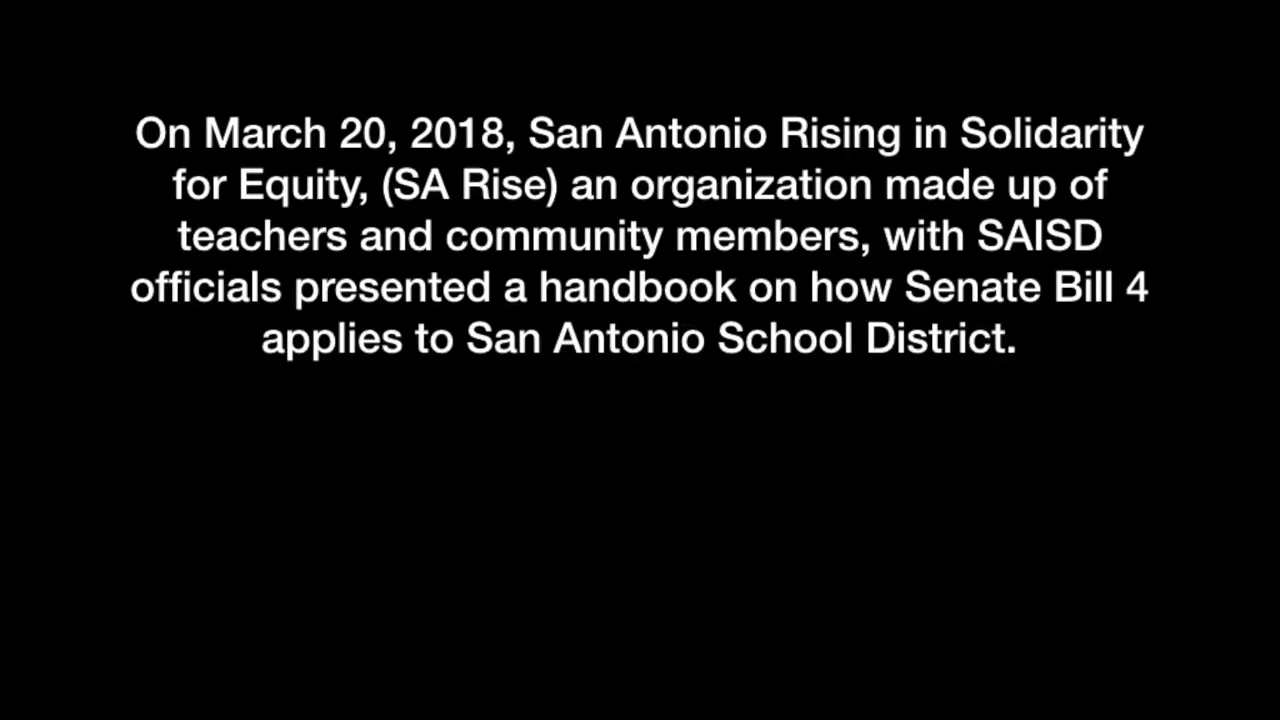 On March 20, 2018, San Antonio Rising in Solidarity
for Equity, (SA Rise) an organization made up of
teachers and community members, with SAISD
officials presented a handbook on how Senate Bill 4
applies to San Antonio School District.